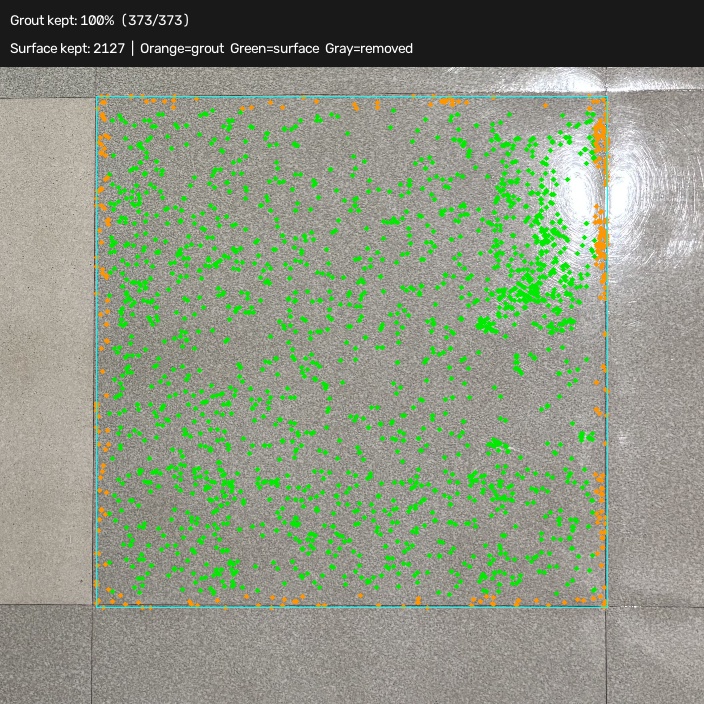 Grout kept: 100% (373/373)
Surface kept: 2127 | Orange=grout Green=surface Gray=removed